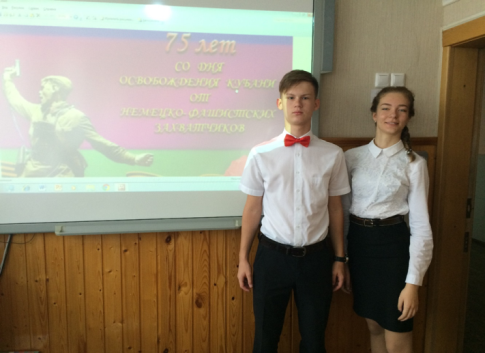 75 лет
СО ДНЯ
ОСВОБОЖДЕНИЯ КУБАНИ
ОТ
НЕМЕЦКО-ФАШИСТСКИХ
ЗАХВАТЧИКОВ